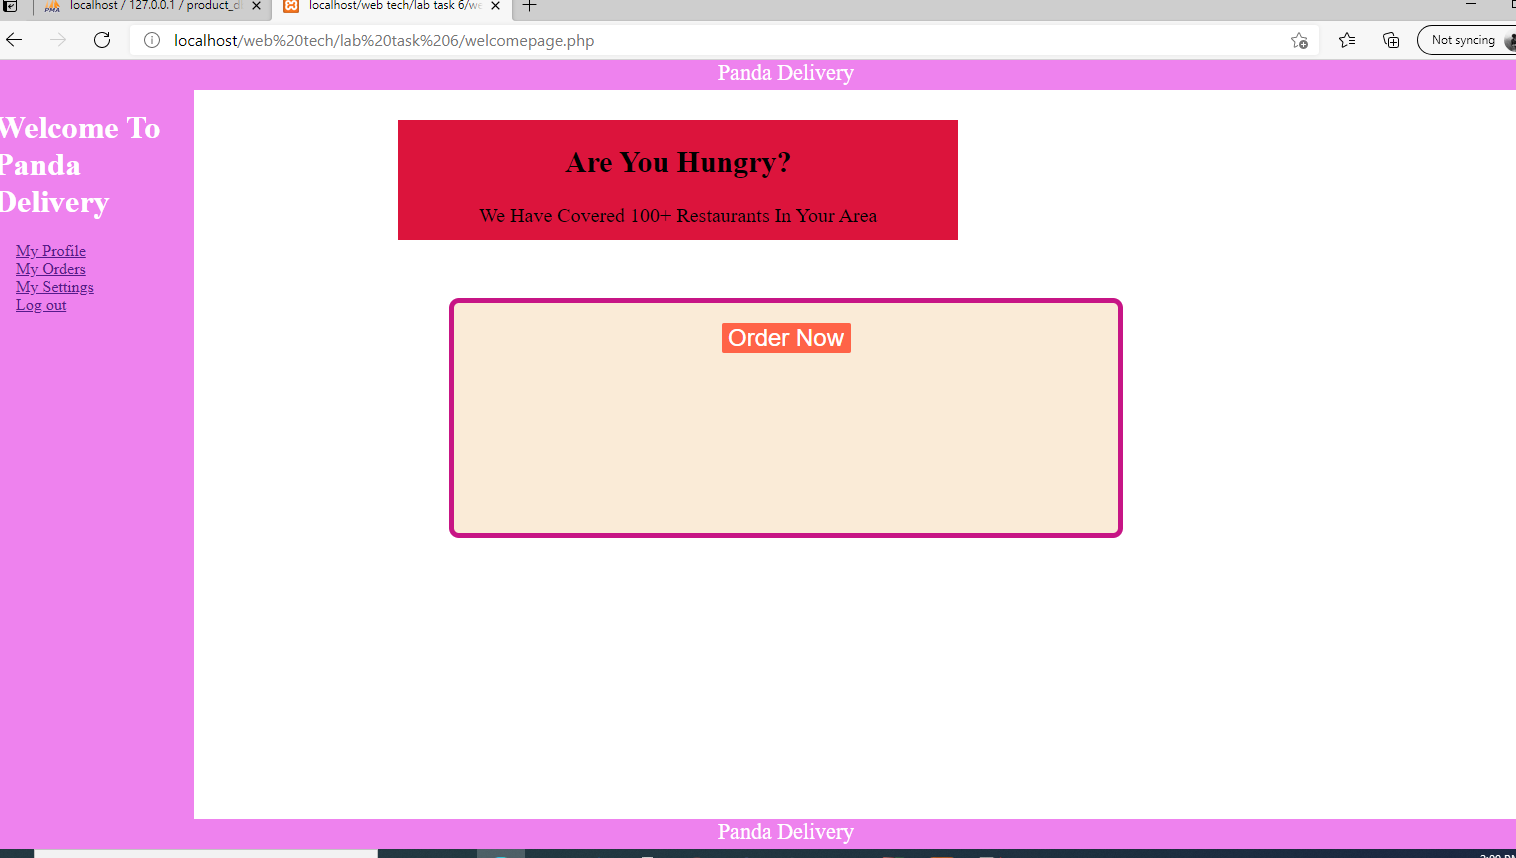 localhost / 127.0.0.1 / product_d
localhost/web tech/lab task 6/we
localhost/web%20tech/lab%20task%206/welcomepage.php
Not syncing
Panda Delivery
Welcome To
Panda
Delivery
My Profile
My Orders
My Settings
Log out
Are You Hungry?
We Have Covered 100+ Restaurants In Your Area
Order Now
Panda Delivery